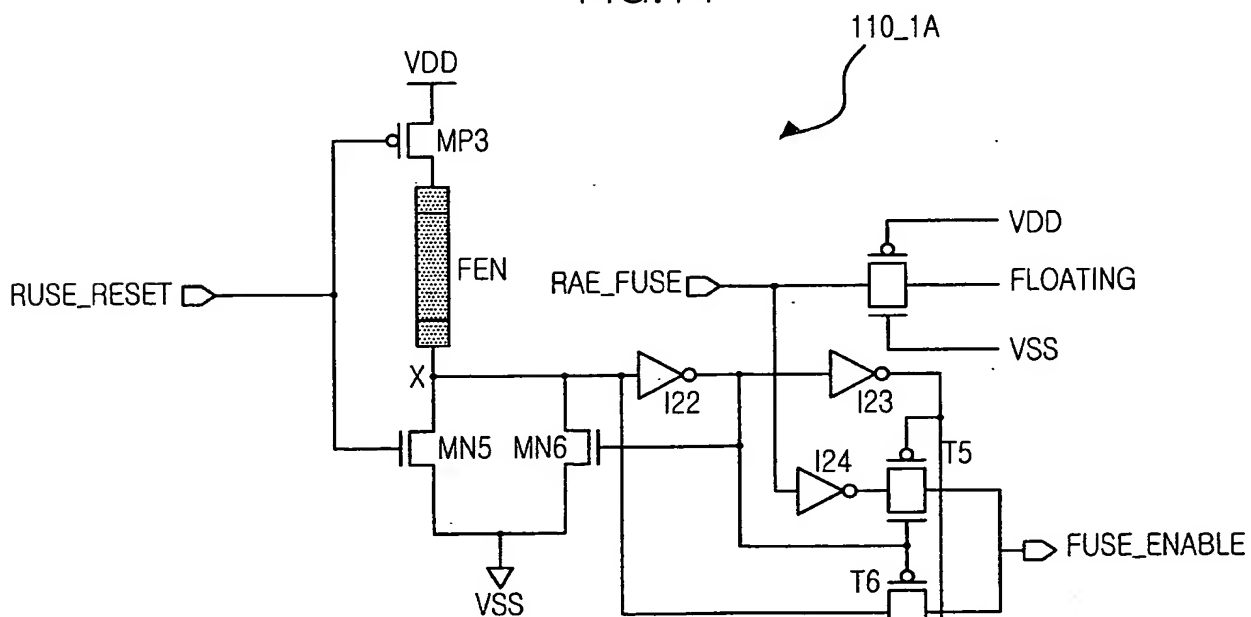 110_1A
VDD
MP3
VDD
FEN
RAE_FUSE
FLOATING
RUSE_RESET
VSS
X
I22
I23
MN5
MN6
I24
T5
FUSE_ENABLE
T6
VSS